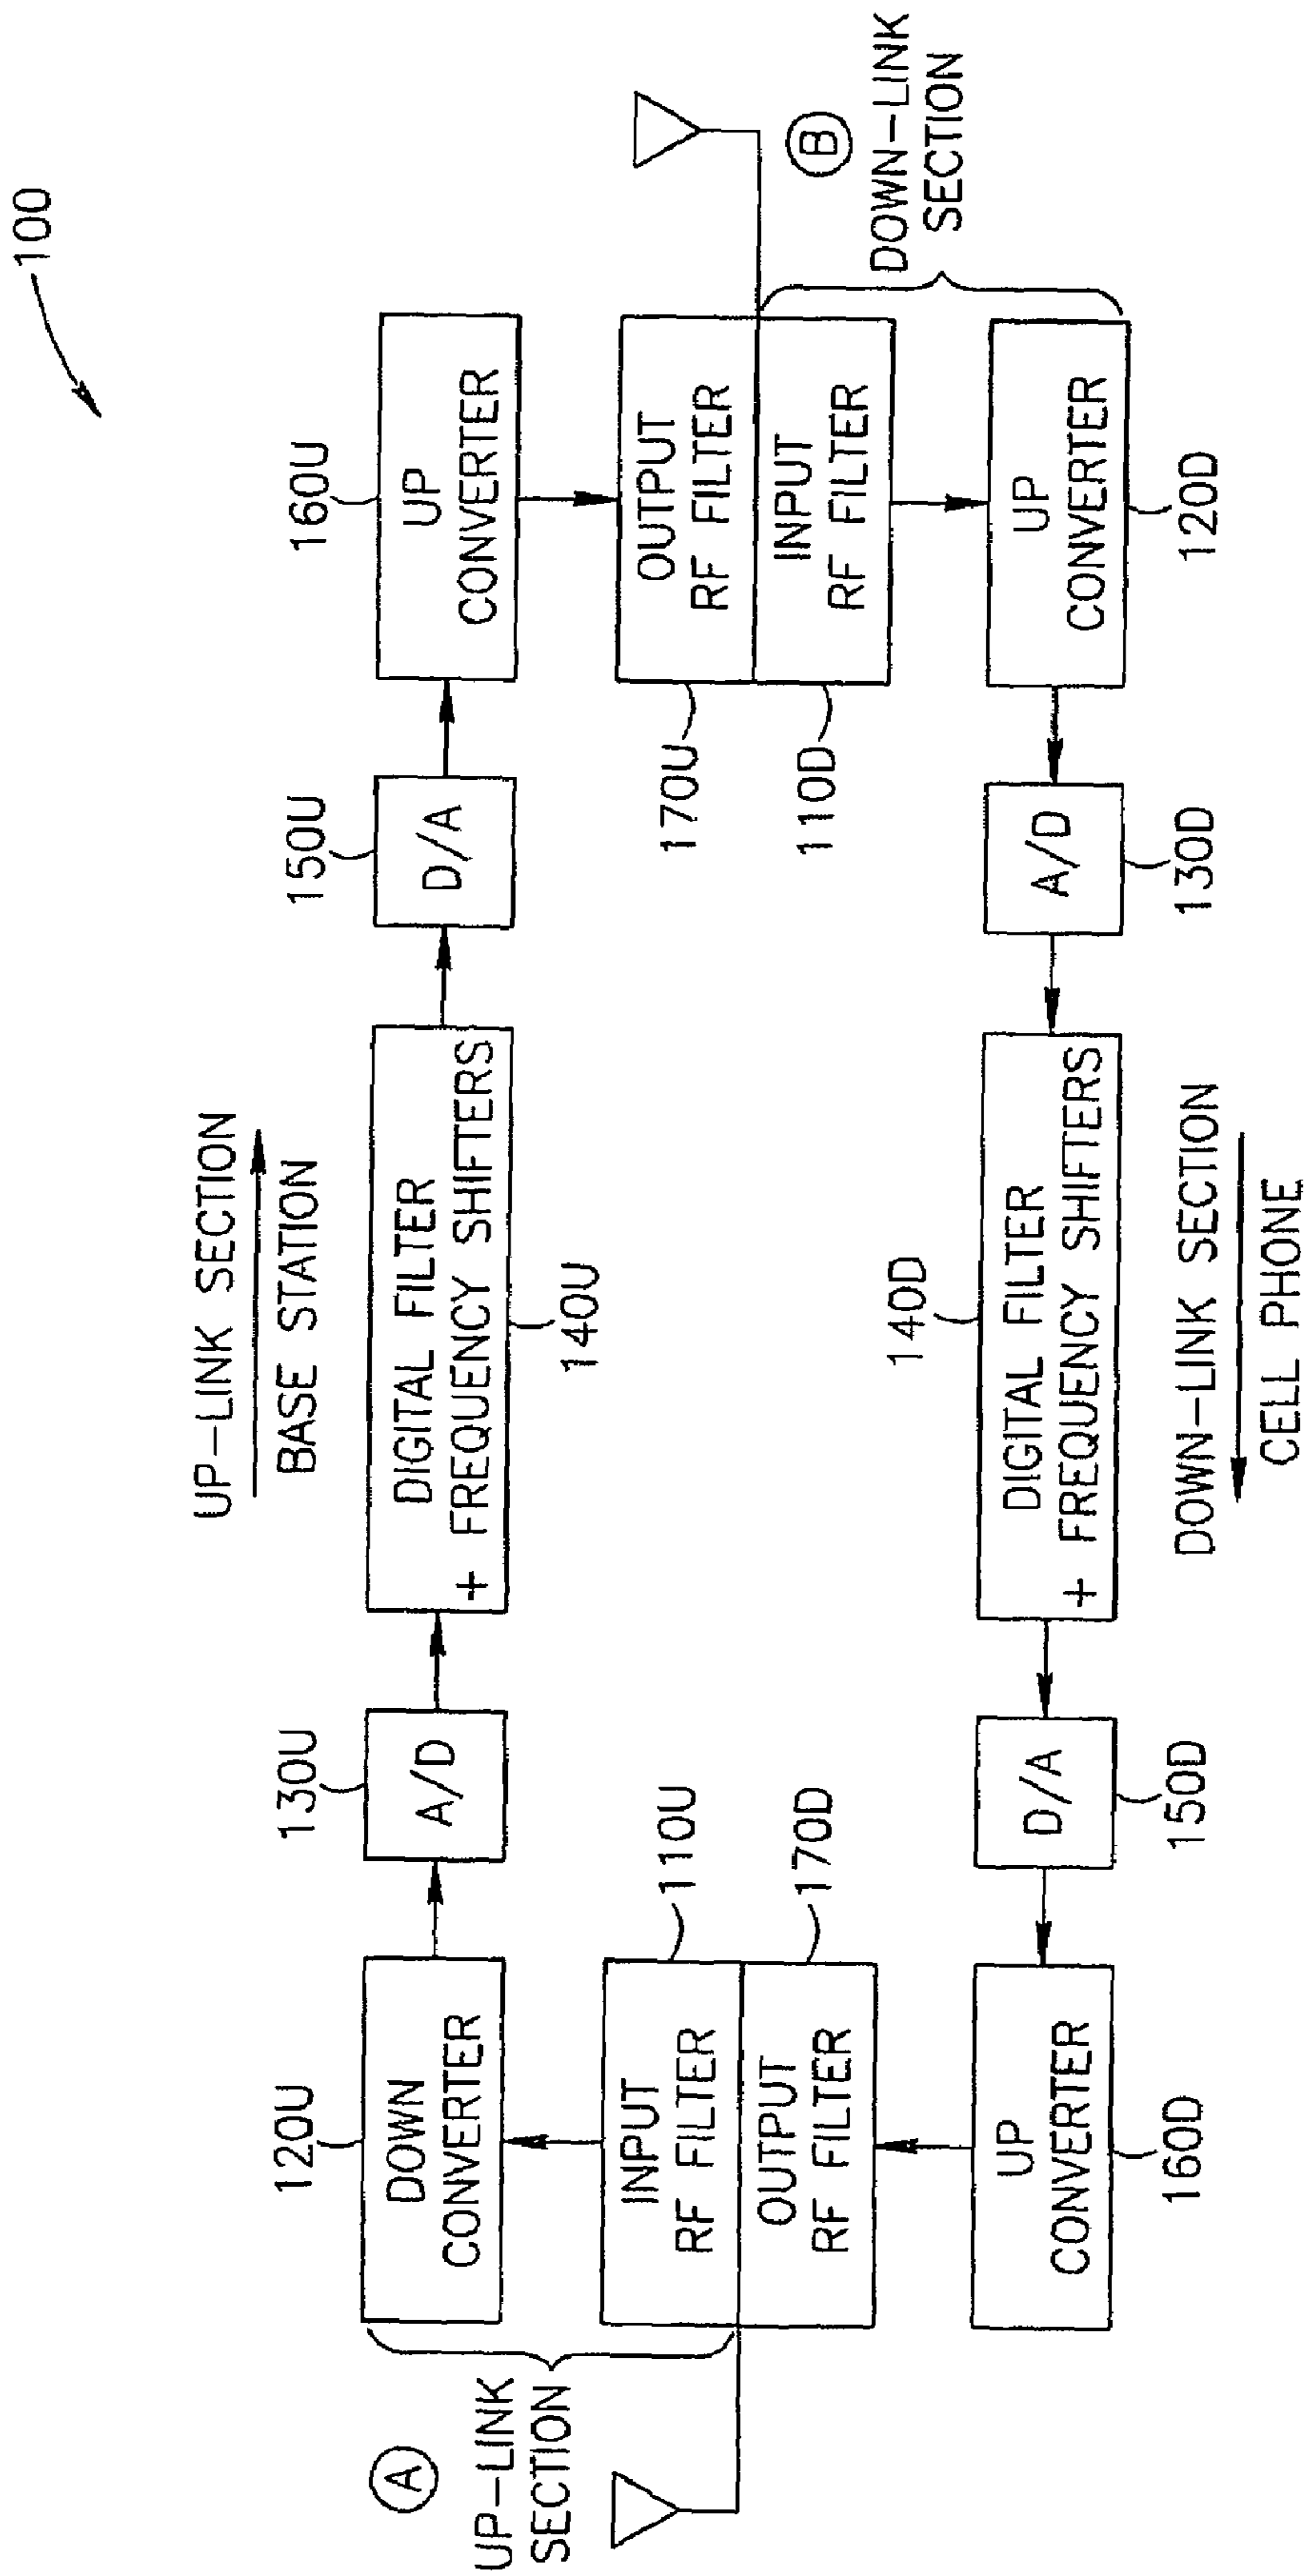 100
UP-LINK SECTION
BASE STATION
120U
DOWN
CONVERTER
130U
A/D
DIGITAL FILTER
+ FREQUENCY SHIFTERS
140U
150U
D/A
160U
UP
CONVERTER
A
UP-LINK
SECTION
INPUT
RF FILTER
110U
OUTPUT
RF FILTER
170D
OUTPUT
RF FILTER
170U
INPUT
RF FILTER
110D
B
DOWN-LINK
SECTION
UP
CONVERTER
160D
D/A
150D
140D
DIGITAL FILTER
+ FREQUENCY SHIFTERS
A/D
130D
UP
CONVERTER
120D
DOWN-LINK SECTION
CELL PHONE